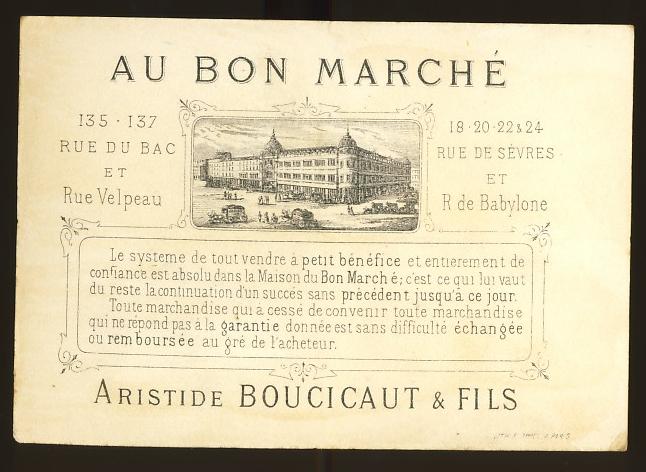 AU BON MARCHÉ
135 · 137
RUE DU BAC
ET
Rue Velpeau
18 · 20 · 22 & 24
RUE DE SÈVRES
ET
R de Babylone
Le systeme de tout vendre à petit bénéfice et entierement de
confiance est absolu dans la Maison du Bon Marché; c'est ce qui lui vaut
du reste la continuation d'un succès sans précédent jusqu'à ce jour.
Toute marchandise qui a cessé de convenir toute marchandise
qui ne répond pas à la garantie donnée est sans difficulté échangée
ou remboursée au gré de l'acheteur.
ARISTIDE BOUCICAUT & FILS